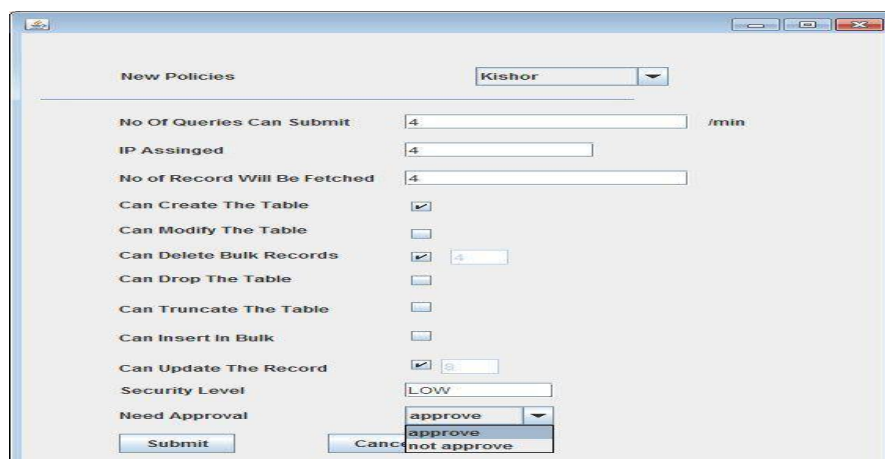 New Policies Kishor
No Of Queries Can Submit 4 /min
IP Assinged 4
No of Record Will Be Fetched 4
Can Create The Table
Can Modify The Table
Can Delete Bulk Records 4
Can Drop The Table
Can Truncate The Table
Can Insert In Bulk
Can Update The Record
Security Level LOW
Need Approval approve
approve
Submit Cance not approve